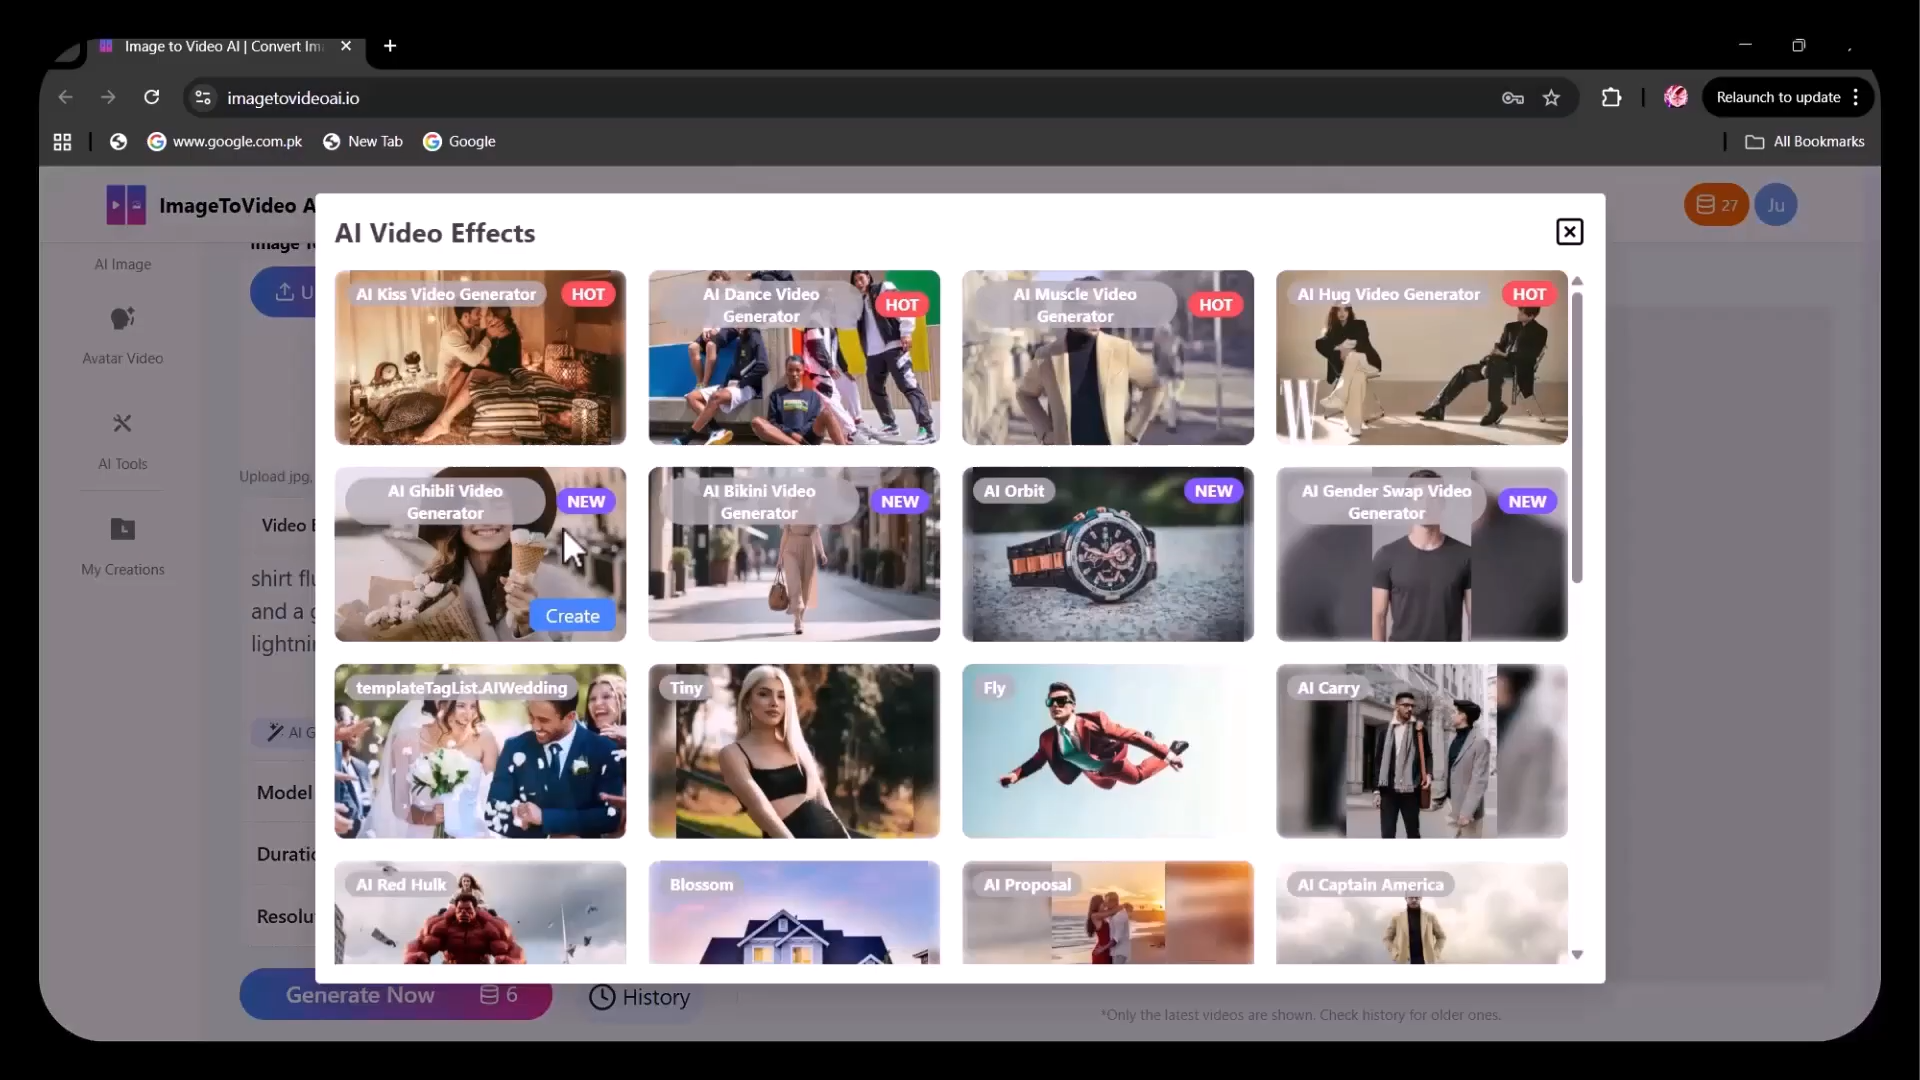 Image to Video AI | Convert Im
imagetovideoai.io
Relaunch to update
www.google.com.pk
New Tab
Google
All Bookmarks
ImageToVideo A
27
Ju
AI Image
Avatar Video
AI Tools
My Creations
U
Upload jpg,
Video E
shirt flu
and a g
lightnin
AI G
Model
Duratio
Resolu
Generate Now
6
History
*Only the latest videos are shown. Check history for older ones.
AI Video Effects
AI Kiss Video Generator
HOT
AI Dance Video
Generator
HOT
AI Muscle Video
Generator
HOT
AI Hug Video Generator
HOT
W
AI Ghibli Video
Generator
NEW
Create
AI Bikini Video
Generator
NEW
AI Orbit
NEW
AI Gender Swap Video
Generator
NEW
templateTagList.AIWedding
Tiny
Fly
AI Carry
AI Red Hulk
Blossom
AI Proposal
AI Captain America